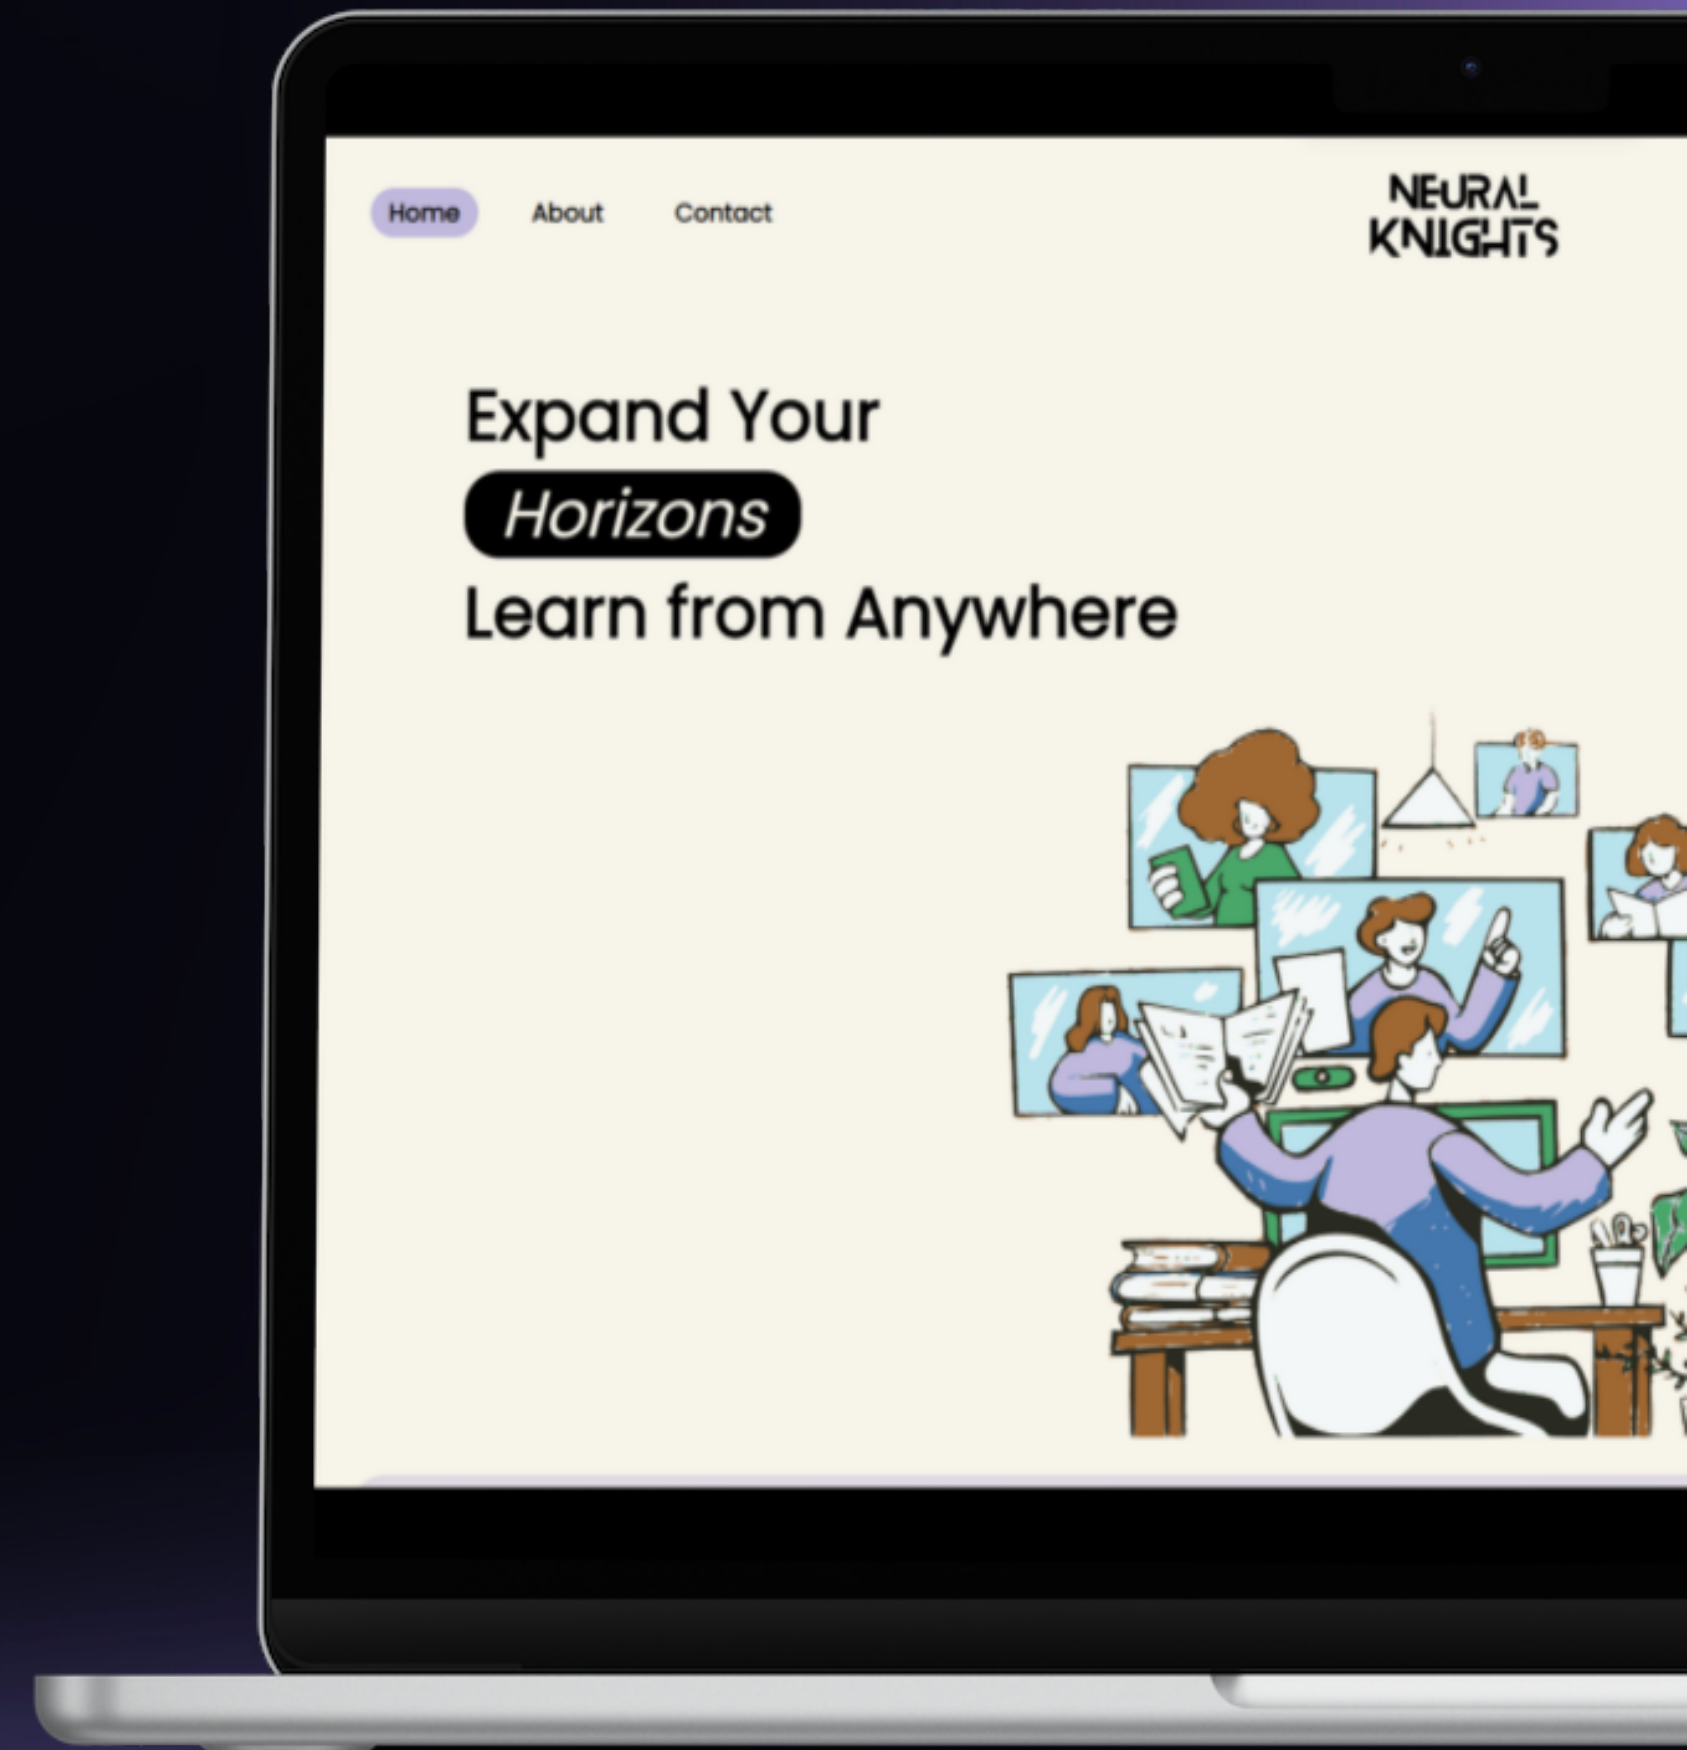 Home About Contact
NEURAL
KNIGHTS
Expand Your
Horizons
Learn from Anywhere